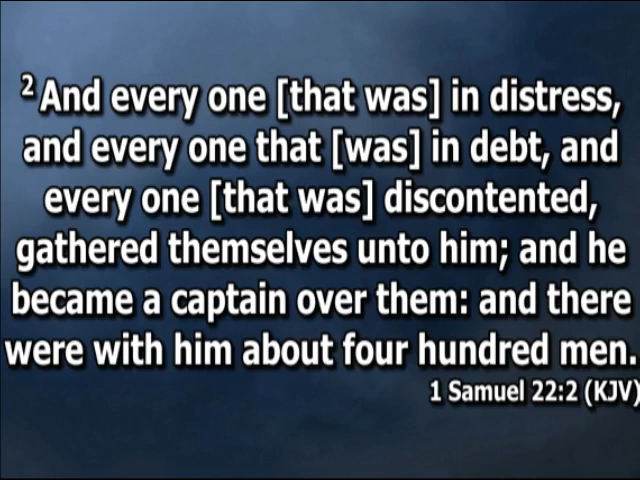 2 And every one [that was] in distress,
and every one that [was] in debt, and
every one [that was] discontented,
gathered themselves unto him; and he
became a captain over them: and there
were with him about four hundred men.
1 Samuel 22:2 (KJV)